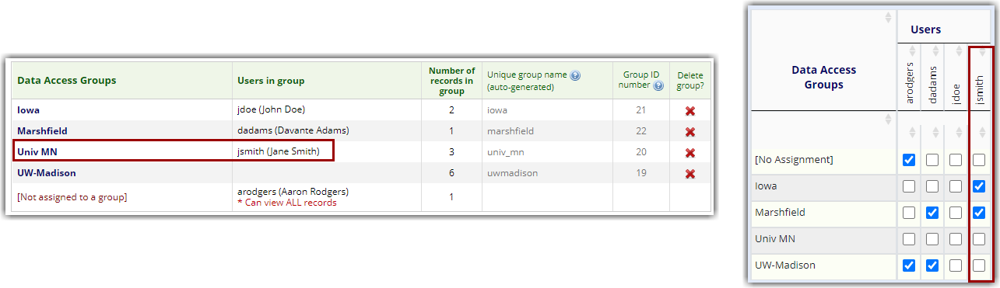 Data Access Groups Users in group Number of records in group Unique group name (auto-generated) Group ID number Delete group?
Iowa jdoe (John Doe) 2 iowa 21
Marshfield dadams (Davante Adams) 1 marshfield 22
Univ MN jsmith (Jane Smith) 3 univ_mn 20
UW-Madison 6 uwmadison 19
[Not assigned to a group] arodgers (Aaron Rodgers) 1
* Can view ALL records
Users
Data Access
Groups
arodgers dadams jdoe jsmith
[No Assignment]
Iowa
Marshfield
Univ MN
UW-Madison